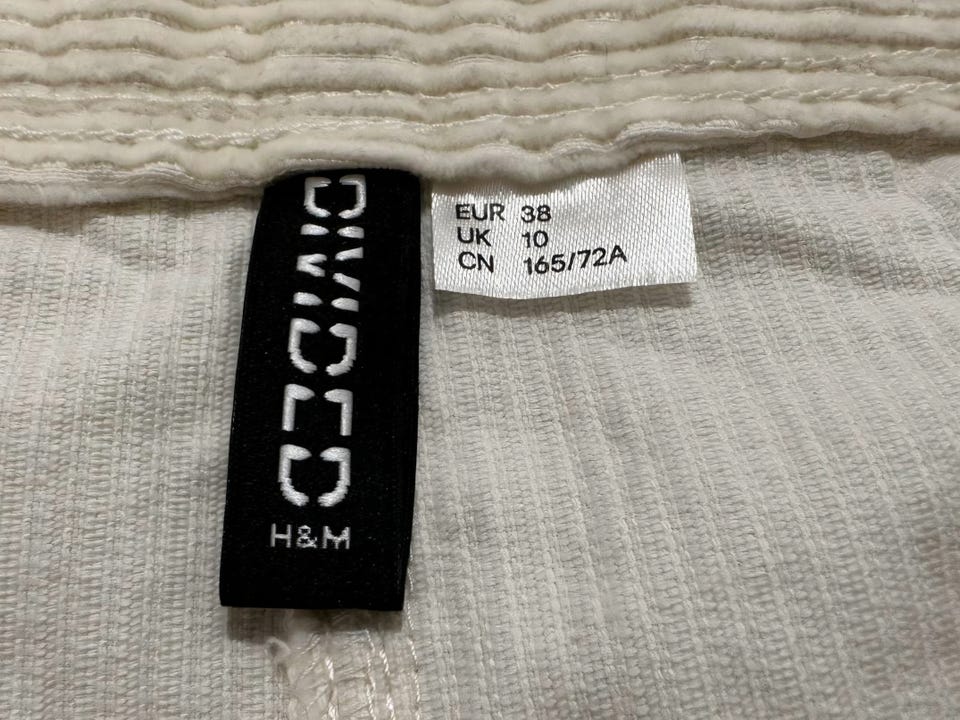 DIVIDED
H&M
EUR 38
UK 10
CN 165/72A